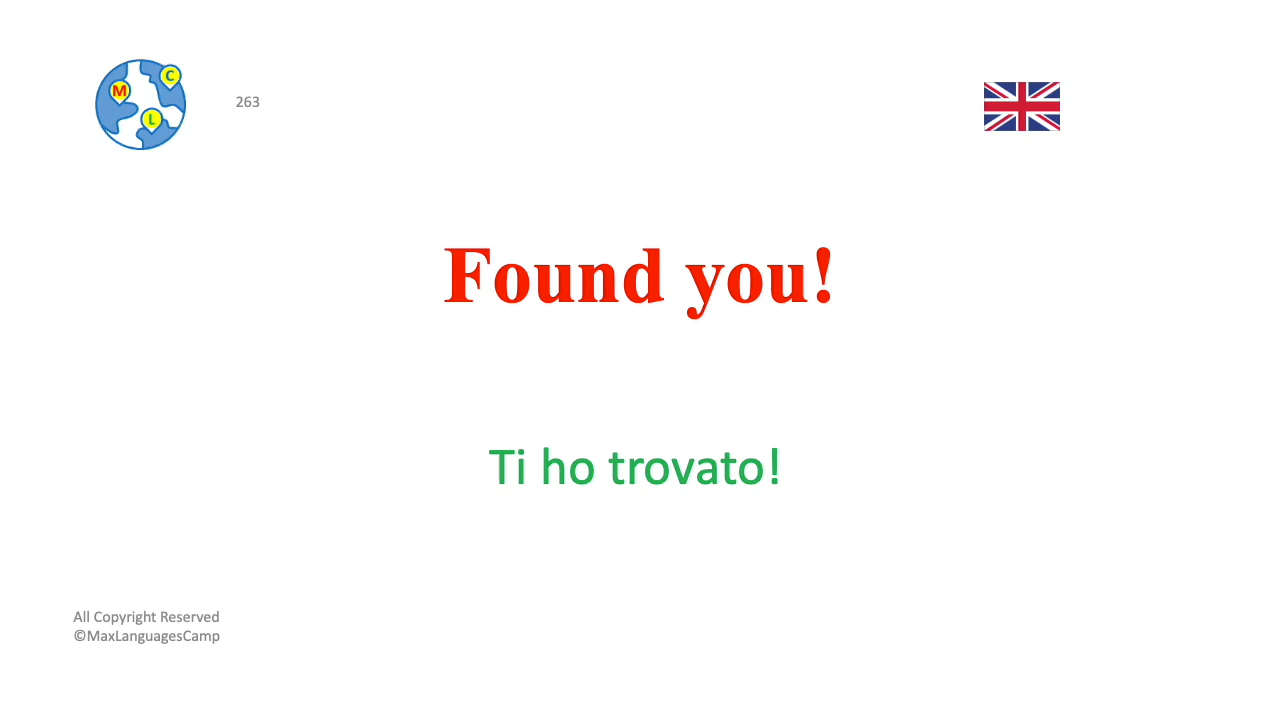 M
C
L
263
Found you!
Ti ho trovato!
All Copyright Reserved
©MaxLanguagesCamp